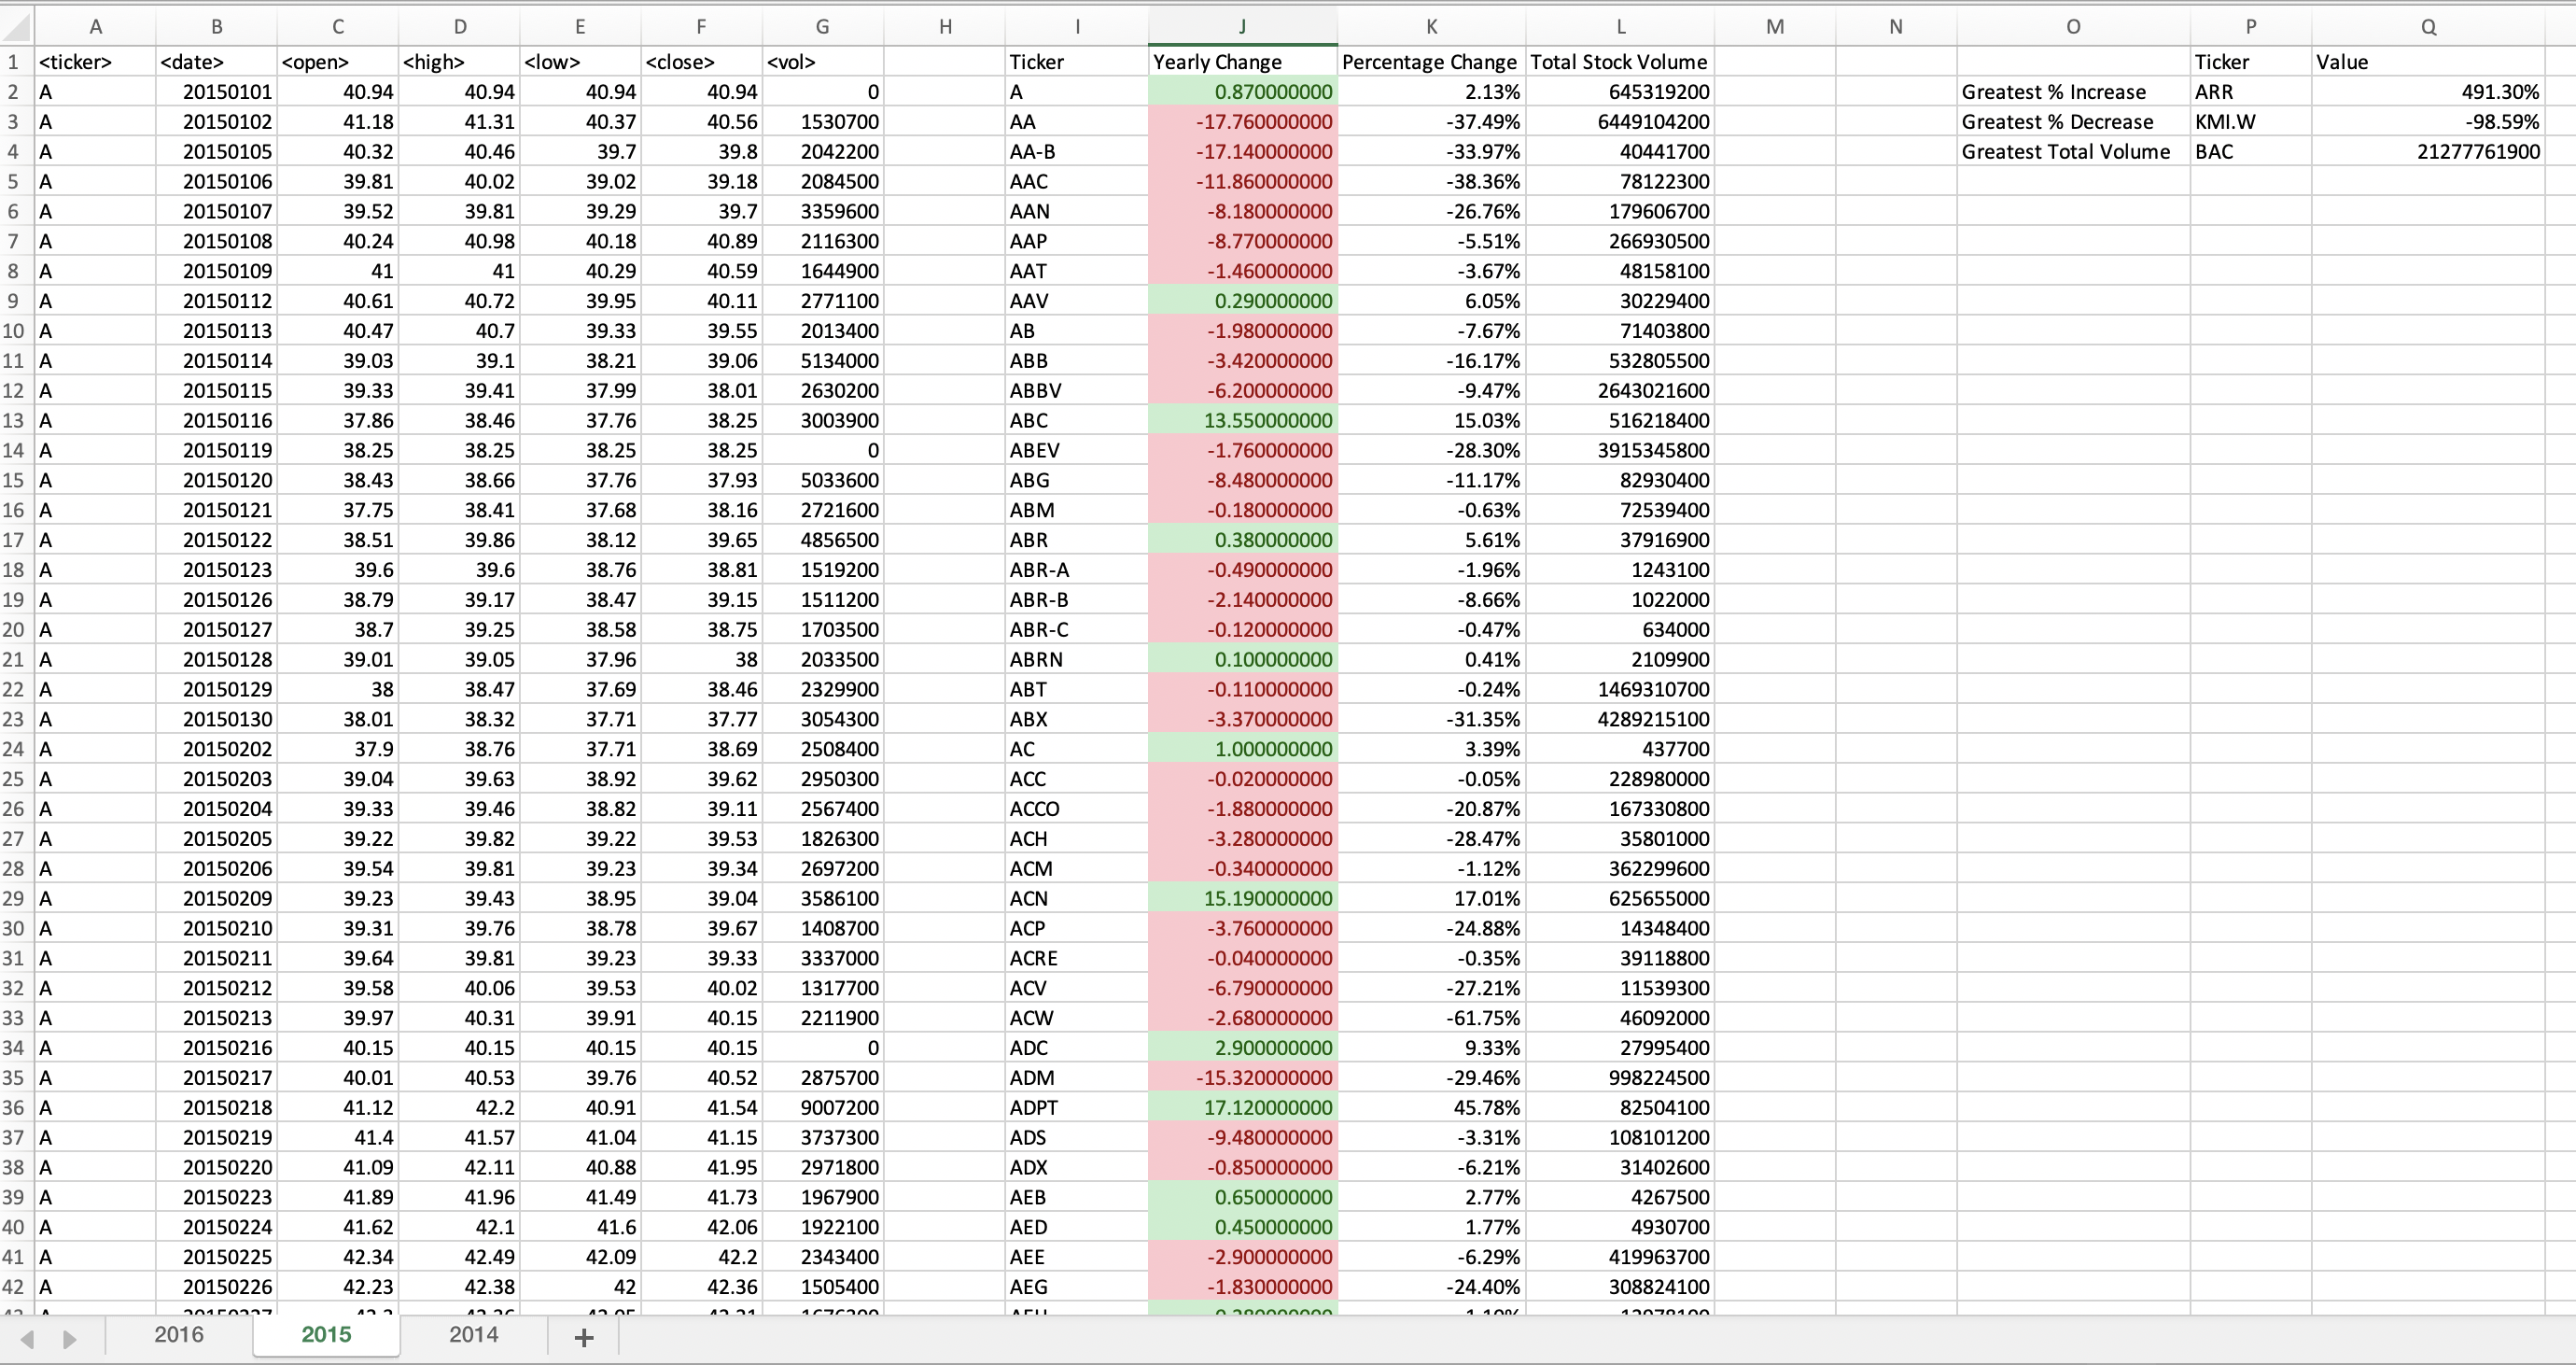 A B C D E F G H I J K L M N O P Q
1 <ticker> <date> <open> <high> <low> <close> <vol> Ticker Yearly Change Percentage Change Total Stock Volume Ticker Value
2 A 20150101 40.94 40.94 40.94 40.94 0 A 0.870000000 2.13% 645319200 Greatest % Increase ARR 491.30%
3 A 20150102 41.18 41.31 40.37 40.56 1530700 AA -17.760000000 -37.49% 6449104200 Greatest % Decrease KMI.W -98.59%
4 A 20150105 40.32 40.46 39.7 39.8 2042200 AA-B -17.140000000 -33.97% 40441700 Greatest Total Volume BAC 21277761900
5 A 20150106 39.81 40.02 39.02 39.18 2084500 AAC -11.860000000 -38.36% 78122300
6 A 20150107 39.52 39.81 39.29 39.7 3359600 AAN -8.180000000 -26.76% 179606700
7 A 20150108 40.24 40.98 40.18 40.89 2116300 AAP -8.770000000 -5.51% 266930500
8 A 20150109 41 41 40.29 40.59 1644900 AAT -1.460000000 -3.67% 48158100
9 A 20150112 40.61 40.72 39.95 40.11 2771100 AAV 0.290000000 6.05% 30229400
10 A 20150113 40.47 40.7 39.33 39.55 2013400 AB -1.980000000 -7.67% 71403800
11 A 20150114 39.03 39.1 38.21 39.06 5134000 ABB -3.420000000 -16.17% 532805500
12 A 20150115 39.33 39.41 37.99 38.01 2630200 ABBV -6.200000000 -9.47% 2643021600
13 A 20150116 37.86 38.46 37.76 38.25 3003900 ABC 13.550000000 15.03% 516218400
14 A 20150119 38.25 38.25 38.25 38.25 0 ABEV -1.760000000 -28.30% 3915345800
15 A 20150120 38.43 38.66 37.76 37.93 5033600 ABG -8.480000000 -11.17% 82930400
16 A 20150121 37.75 38.41 37.68 38.16 2721600 ABM -0.180000000 -0.63% 72539400
17 A 20150122 38.51 39.86 38.12 39.65 4856500 ABR 0.380000000 5.61% 37916900
18 A 20150123 39.6 39.6 38.76 38.81 1519200 ABR-A -0.490000000 -1.96% 1243100
19 A 20150126 38.79 39.17 38.47 39.15 1511200 ABR-B -2.140000000 -8.66% 1022000
20 A 20150127 38.7 39.25 38.58 38.75 1703500 ABR-C -0.120000000 -0.47% 634000
21 A 20150128 39.01 39.05 37.96 38 2033500 ABRN 0.100000000 0.41% 2109900
22 A 20150129 38 38.47 37.69 38.46 2329900 ABT -0.110000000 -0.24% 1469310700
23 A 20150130 38.01 38.32 37.71 37.77 3054300 ABX -3.370000000 -31.35% 4289215100
24 A 20150202 37.9 38.76 37.71 38.69 2508400 AC 1.000000000 3.39% 437700
25 A 20150203 39.04 39.63 38.92 39.62 2950300 ACC -0.020000000 -0.05% 228980000
26 A 20150204 39.33 39.46 38.82 39.11 2567400 ACCO -1.880000000 -20.87% 167330800
27 A 20150205 39.22 39.82 39.22 39.53 1826300 ACH -3.280000000 -28.47% 35801000
28 A 20150206 39.54 39.81 39.23 39.34 2697200 ACM -0.340000000 -1.12% 362299600
29 A 20150209 39.23 39.43 38.95 39.04 3586100 ACN 15.190000000 17.01% 625655000
30 A 20150210 39.31 39.76 38.78 39.67 1408700 ACP -3.760000000 -24.88% 14348400
31 A 20150211 39.64 39.81 39.23 39.33 3337000 ACRE -0.040000000 -0.35% 39118800
32 A 20150212 39.58 40.06 39.53 40.02 1317700 ACV -6.790000000 -27.21% 11539300
33 A 20150213 39.97 40.31 39.91 40.15 2211900 ACW -2.680000000 -61.75% 46092000
34 A 20150216 40.15 40.15 40.15 40.15 0 ADC 2.900000000 9.33% 27995400
35 A 20150217 40.01 40.53 39.76 40.52 2875700 ADM -15.320000000 -29.46% 998224500
36 A 20150218 41.12 42.2 40.91 41.54 9007200 ADPT 17.120000000 45.78% 82504100
37 A 20150219 41.4 41.57 41.04 41.15 3737300 ADS -9.480000000 -3.31% 108101200
38 A 20150220 41.09 42.11 40.88 41.95 2971800 ADX -0.850000000 -6.21% 31402600
39 A 20150223 41.89 41.96 41.49 41.73 1967900 AEB 0.650000000 2.77% 4267500
40 A 20150224 41.62 42.1 41.6 42.06 1922100 AED 0.450000000 1.77% 4930700
41 A 20150225 42.34 42.49 42.09 42.2 2343400 AEE -2.900000000 -6.29% 419963700
42 A 20150226 42.23 42.38 42 42.36 1505400 AEG -1.830000000 -24.40% 308824100
2016 2015 2014 +